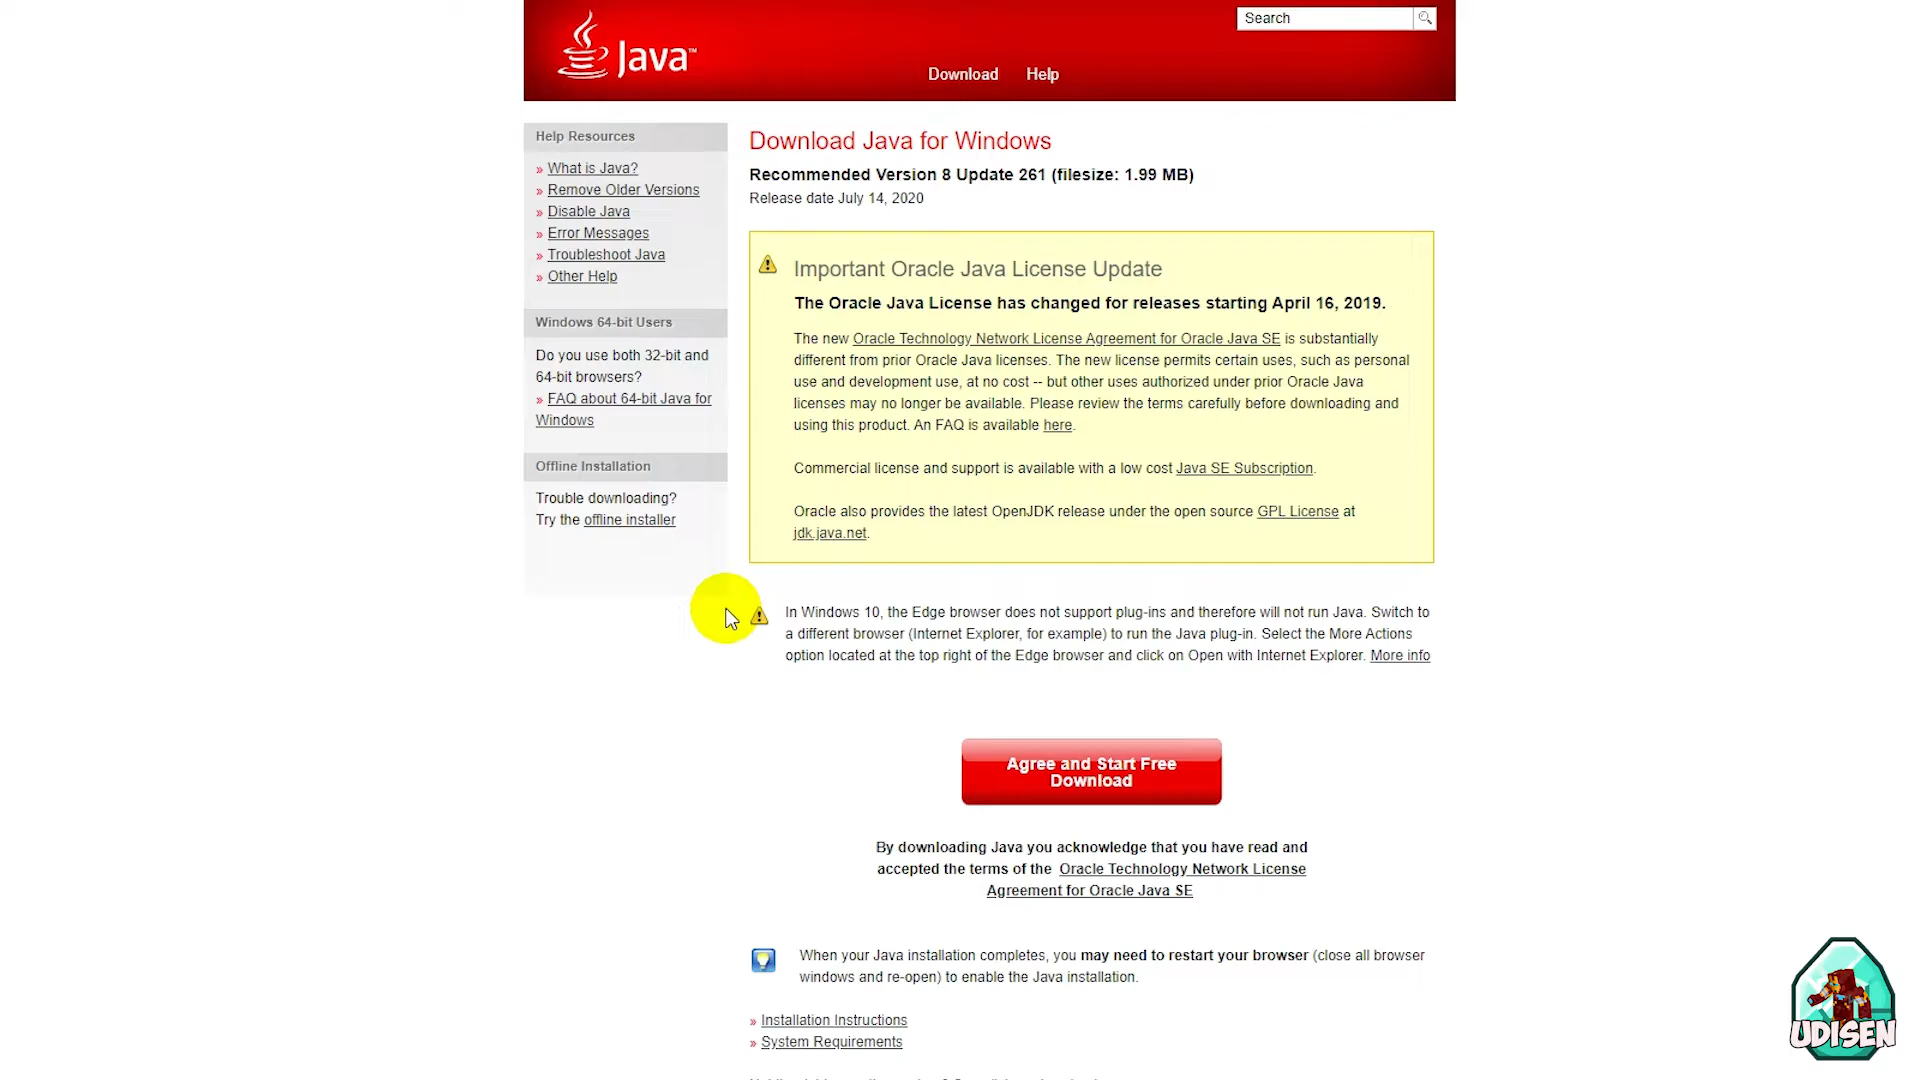 Java™
Search
Download
Help
Help Resources
» What is Java?
» Remove Older Versions
» Disable Java
» Error Messages
» Troubleshoot Java
» Other Help
Windows 64-bit Users
Do you use both 32-bit and
64-bit browsers?
» FAQ about 64-bit Java for
Windows
Offline Installation
Trouble downloading?
Try the offline installer
Download Java for Windows
Recommended Version 8 Update 261 (filesize: 1.99 MB)
Release date July 14, 2020
Important Oracle Java License Update
The Oracle Java License has changed for releases starting April 16, 2019.
The new Oracle Technology Network License Agreement for Oracle Java SE is substantially
different from prior Oracle Java licenses. The new license permits certain uses, such as personal
use and development use, at no cost -- but other uses authorized under prior Oracle Java
licenses may no longer be available. Please review the terms carefully before downloading and
using this product. An FAQ is available here.
Commercial license and support is available with a low cost Java SE Subscription.
Oracle also provides the latest OpenJDK release under the open source GPL License at
jdk.java.net.
In Windows 10, the Edge browser does not support plug-ins and therefore will not run Java. Switch to
a different browser (Internet Explorer, for example) to run the Java plug-in. Select the More Actions
option located at the top right of the Edge browser and click on Open with Internet Explorer. More info
Agree and Start Free
Download
By downloading Java you acknowledge that you have read and
accepted the terms of the Oracle Technology Network License
Agreement for Oracle Java SE
When your Java installation completes, you may need to restart your browser (close all browser
windows and re-open) to enable the Java installation.
» Installation Instructions
» System Requirements
UDISEN